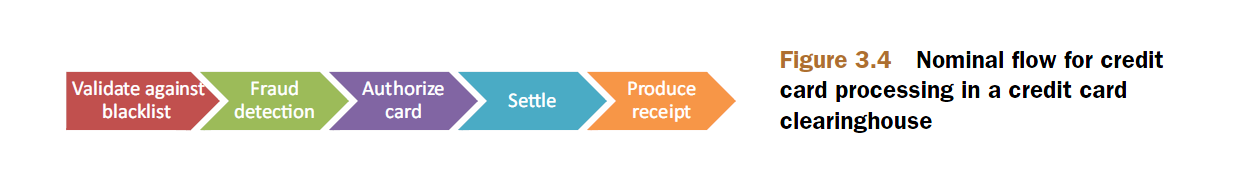 Validate against
blacklist
Fraud
detection
Authorize
card
Settle
Produce
receipt
Figure 3.4 Nominal flow for credit
card processing in a credit card
clearinghouse